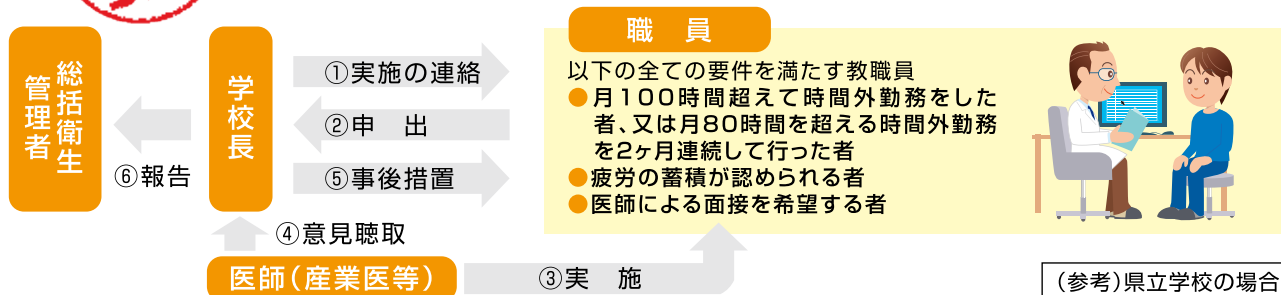 職　員
総括衛生
管理者
学校長
①実施の連絡
②申　出
⑤事後措置
⑥報告
④意見聴取
医師（産業医等）
③実　施
以下の全ての要件を満たす教職員
●月100時間超えて時間外勤務をした
者、又は月80時間を超える時間外勤務
を2ヶ月連続して行った者
●疲労の蓄積が認められる者
●医師による面接を希望する者
（参考）県立学校の場合